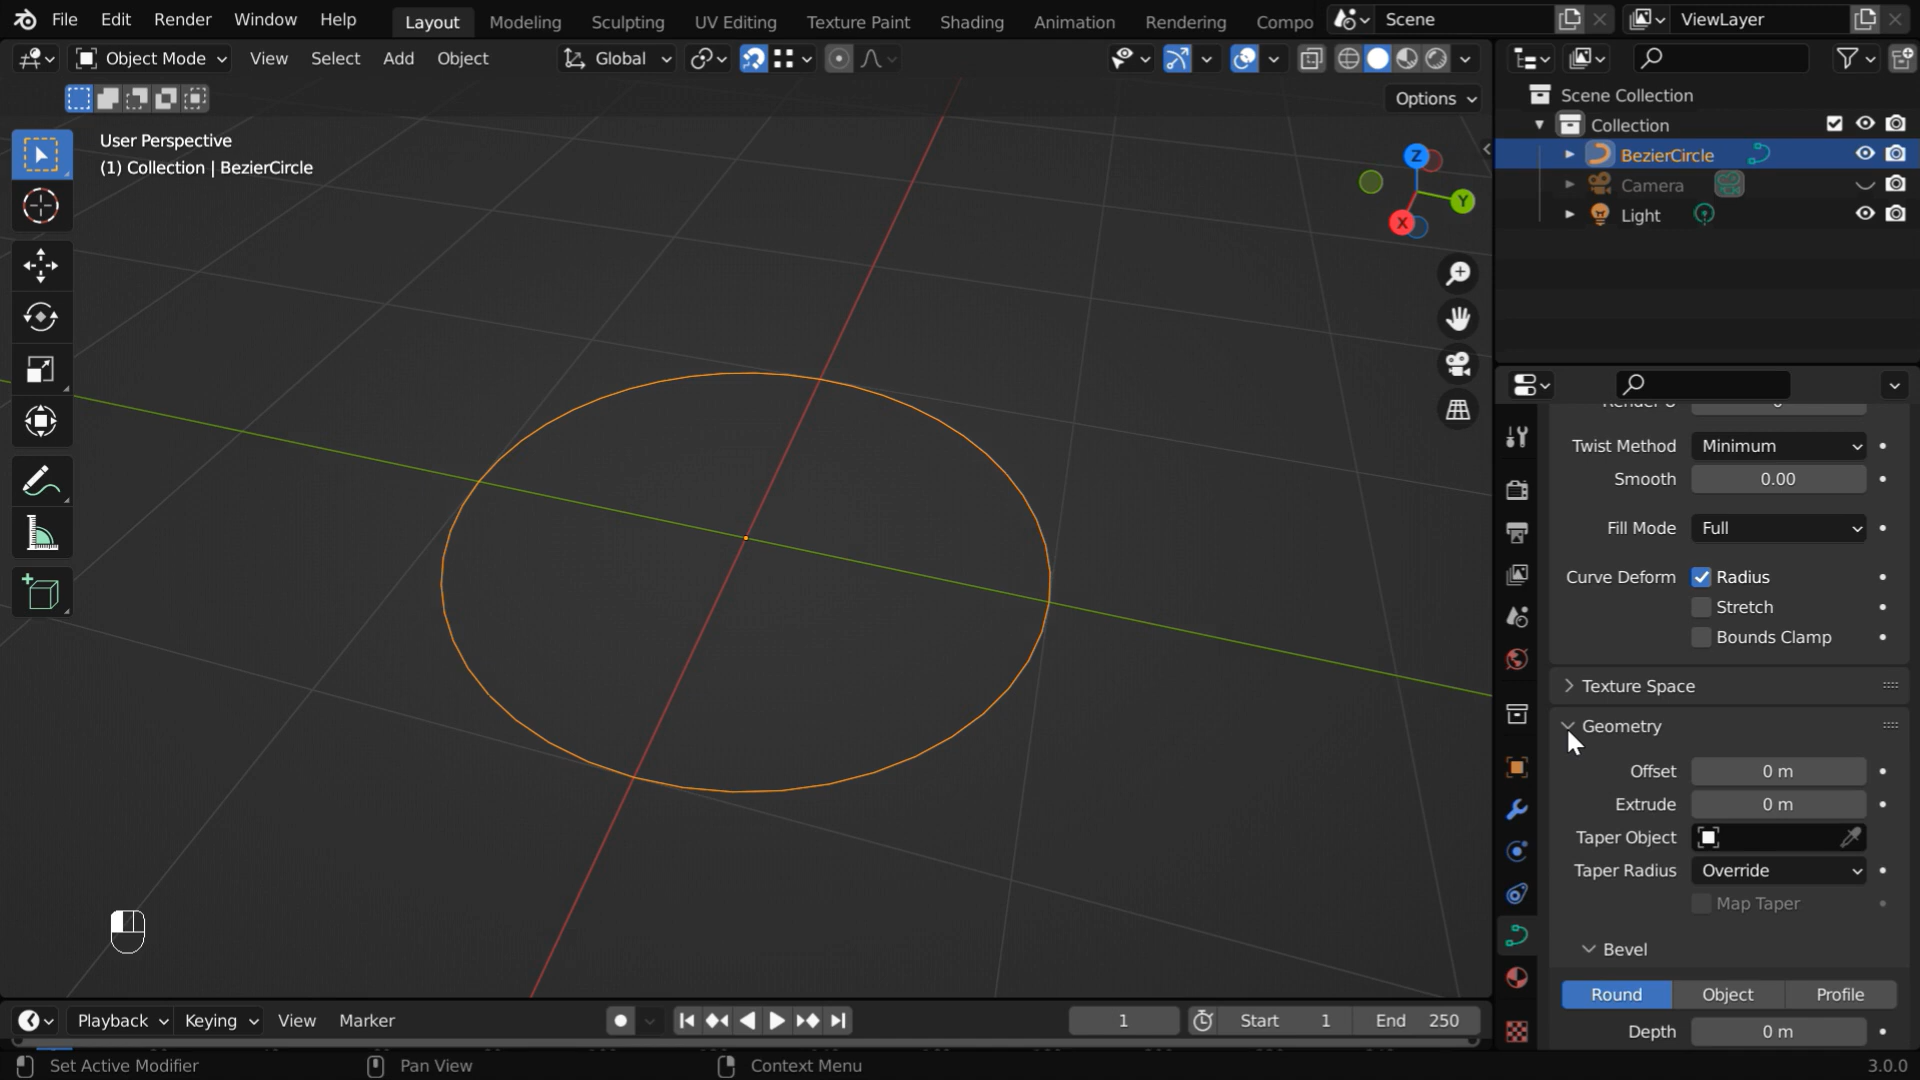 File Edit Render Window Help Layout Modeling Sculpting UV Editing Texture Paint Shading Animation Rendering Compo Scene ViewLayer
Object Mode View Select Add Object Global
Options
User Perspective
(1) Collection | BezierCircle
Z
Y
X
Scene Collection
Collection
BezierCircle
Camera
Light
Twist Method Minimum
Smooth 0.00
Fill Mode Full
Curve Deform Radius
Stretch
Bounds Clamp
Texture Space
Geometry
Offset 0 m
Extrude 0 m
Taper Object
Taper Radius Override
Map Taper
Bevel
Round Object Profile
Depth 0 m
Playback Keying View Marker 1 Start 1 End 250
Set Active Modifier Pan View Context Menu 3.0.0